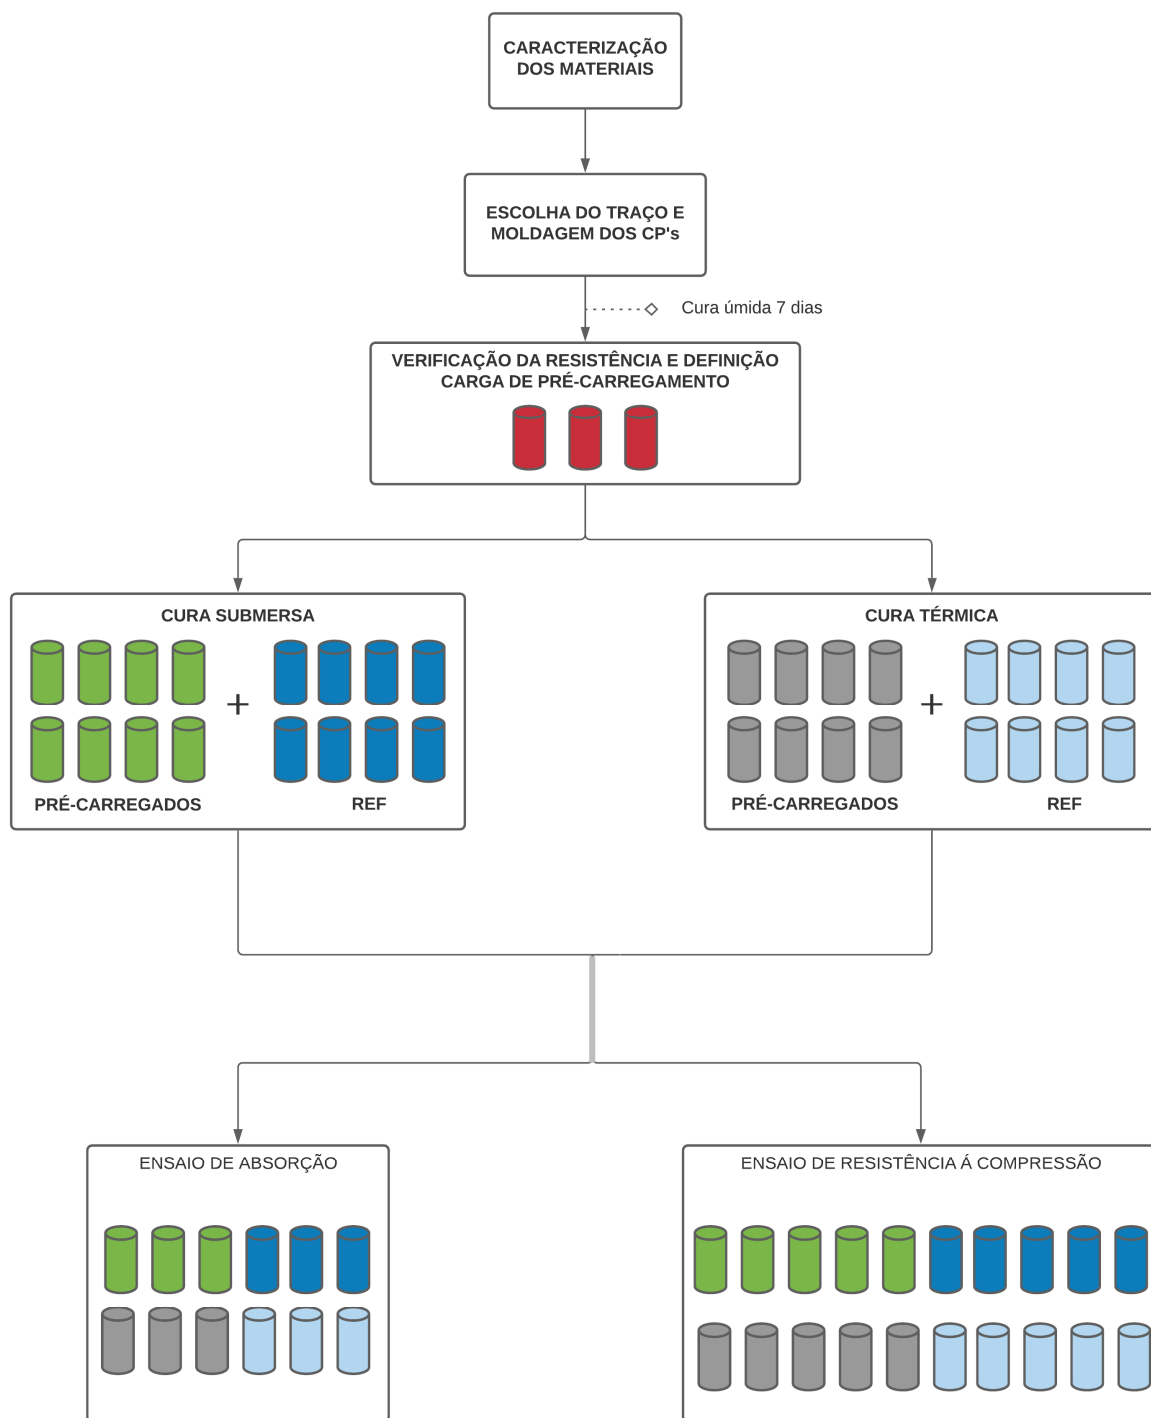 CARACTERIZAÇÃO
DOS MATERIAIS
ESCOLHA DO TRAÇO E
MOLDAGEM DOS CP's
Cura úmida 7 dias
VERIFICAÇÃO DA RESISTÊNCIA E DEFINIÇÃO
CARGA DE PRÉ-CARREGAMENTO
CURA SUBMERSA
+
PRÉ-CARREGADOS
REF
CURA TÉRMICA
+
PRÉ-CARREGADOS
REF
ENSAIO DE ABSORÇÃO
ENSAIO DE RESISTÊNCIA Á COMPRESSÃO